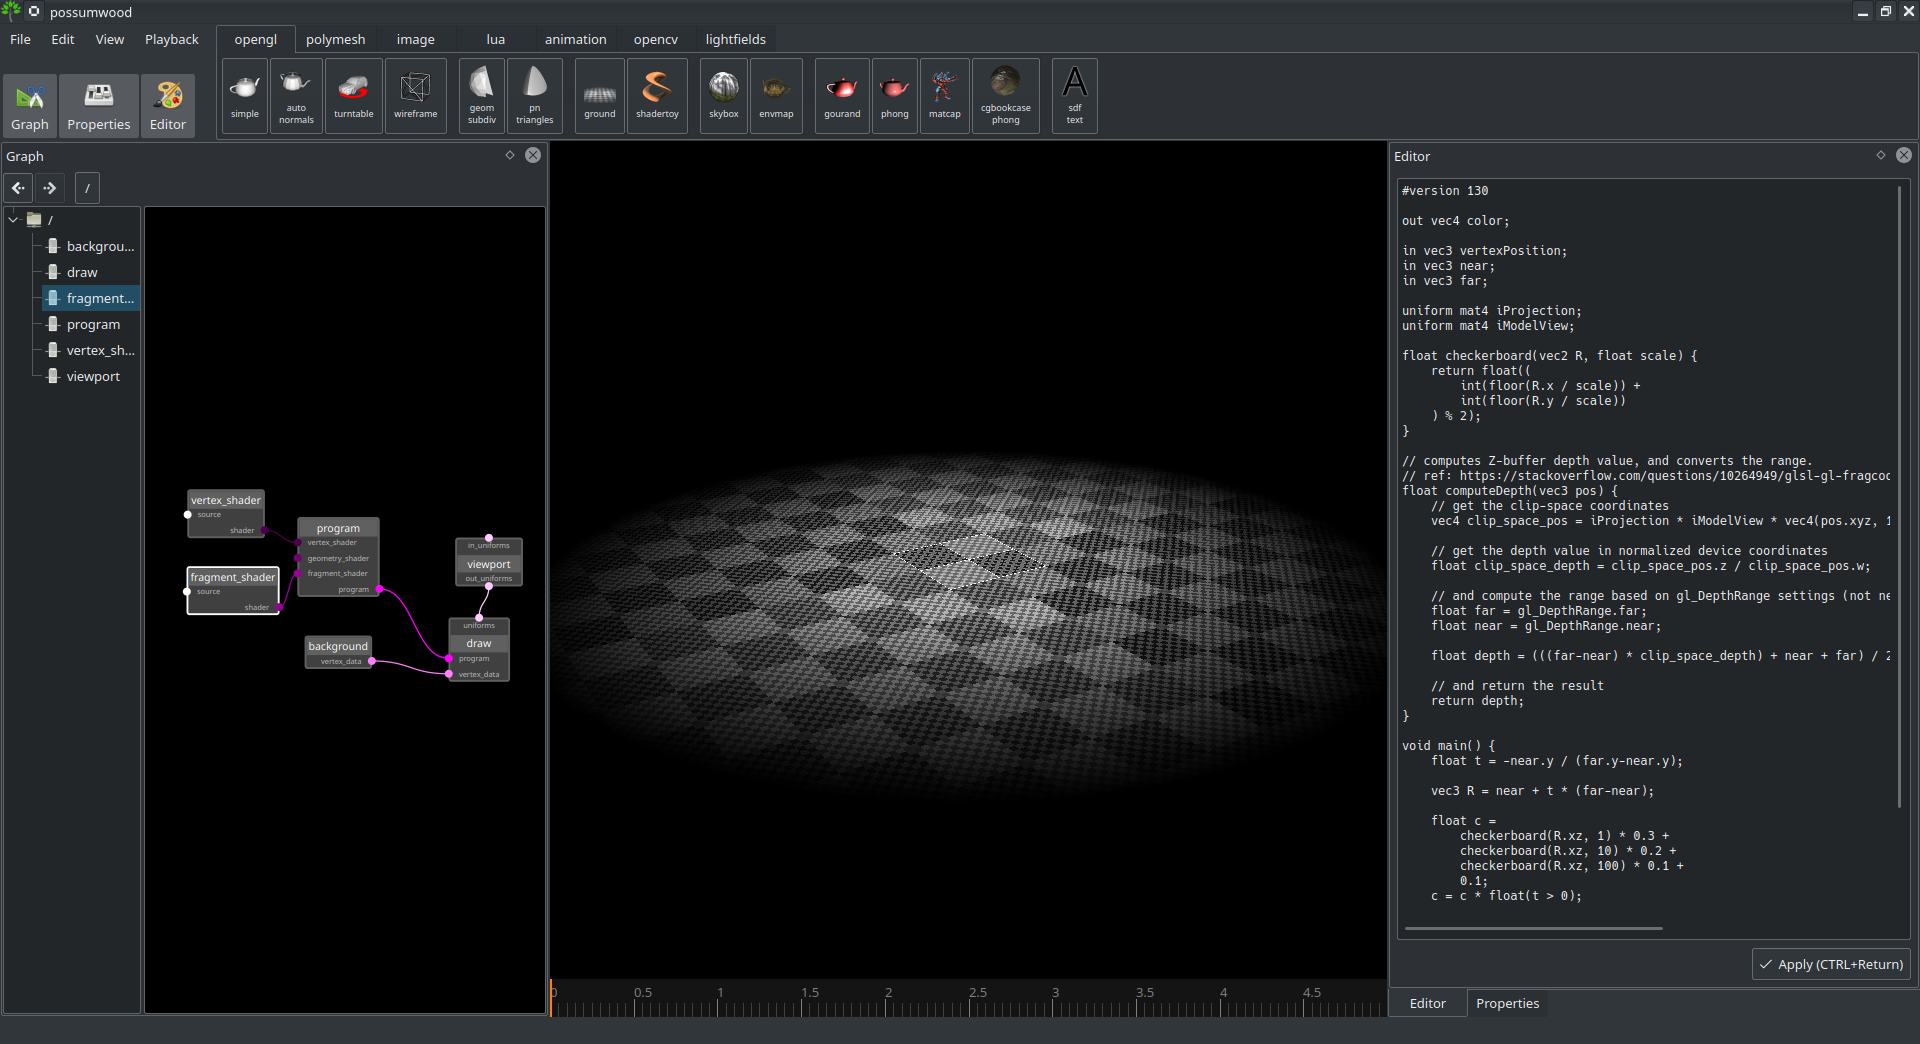 possumwood
File Edit View Playback
opengl polymesh image lua animation opencv lightfields
Graph Properties Editor
simple
auto
normals
turntable
wireframe
geom
subdiv
pn
triangles
ground
shadertoy
skybox
envmap
gourand
phong
matcap
cgbookcase
phong
sdf
text
Graph
/
/
backgrou...
draw
fragment...
program
vertex_sh...
viewport
vertex_shader
source
shader
fragment_shader
source
shader
program
vertex_shader
geometry_shader
fragment_shader
program
background
vertex_data
in_uniforms
viewport
out_uniforms
uniforms
draw
program
vertex_data
0 0.5 1 1.5 2 2.5 3 3.5 4 4.5
Editor
#version 130
out vec4 color;
in vec3 vertexPosition;
in vec3 near;
in vec3 far;
uniform mat4 iProjection;
uniform mat4 iModelView;
float checkerboard(vec2 R, float scale) {
return float((
int(floor(R.x / scale)) +
int(floor(R.y / scale))
) % 2);
}
// computes Z-buffer depth value, and converts the range.
// ref: https://stackoverflow.com/questions/10264949/glsl-gl-fragcoo
float computeDepth(vec3 pos) {
// get the clip-space coordinates
vec4 clip_space_pos = iProjection * iModelView * vec4(pos.xyz, 1
// get the depth value in normalized device coordinates
float clip_space_depth = clip_space_pos.z / clip_space_pos.w;
// and compute the range based on gl_DepthRange settings (not ne
float far = gl_DepthRange.far;
float near = gl_DepthRange.near;
float depth = (((far-near) * clip_space_depth) + near + far) / 2
// and return the result
return depth;
}
void main() {
float t = -near.y / (far.y-near.y);
vec3 R = near + t * (far-near);
float c =
checkerboard(R.xz, 1) * 0.3 +
checkerboard(R.xz, 10) * 0.2 +
checkerboard(R.xz, 100) * 0.1 +
0.1;
c = c * float(t > 0);
Apply (CTRL+Return)
Editor Properties